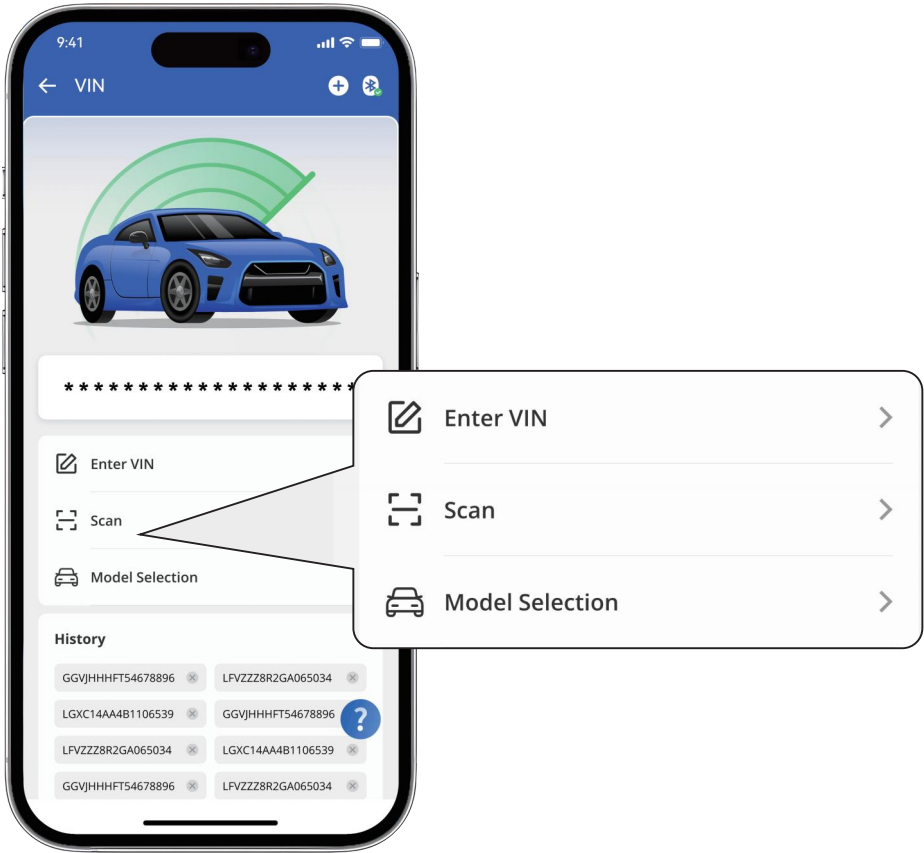 9:41
VIN
* * * * * * * * * * * * * * * * * * * *
Enter VIN
Scan
Model Selection
Enter VIN
Scan
Model Selection
History
GGVJHHHFT54678896 LFVZZZ8R2GA065034
LGXC14AA4B1106539 GGVJHHHFT54678896
?
LFVZZZ8R2GA065034 LGXC14AA4B1106539
GGVJHHHFT54678896 LFVZZZ8R2GA065034